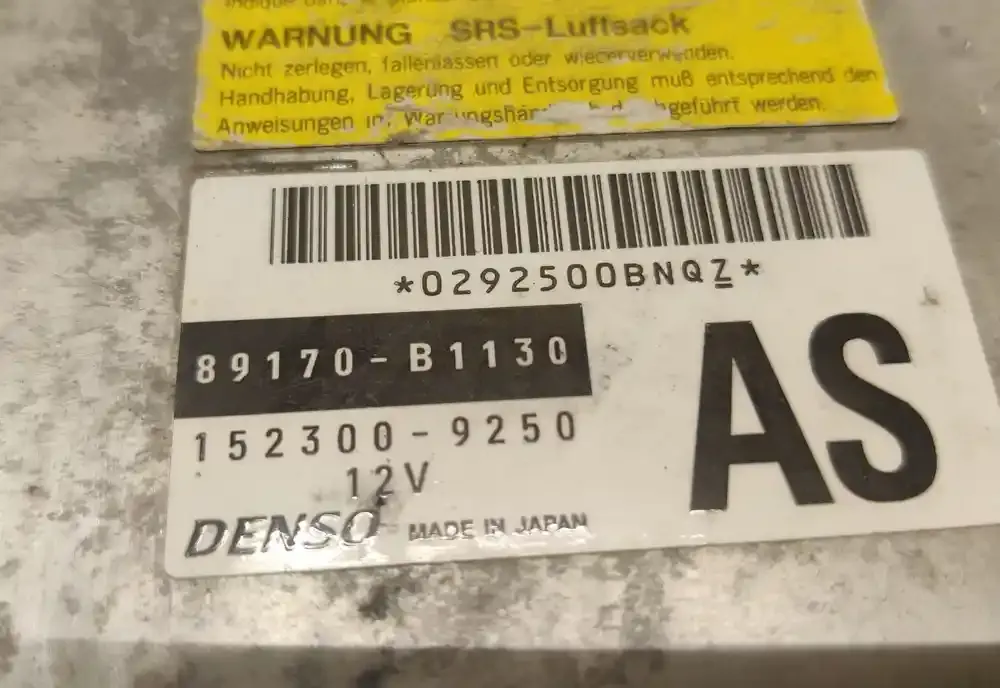 WARNUNG SRS-Luftsack
Nicht zerlegen, fallenlassen oder wiederverwenden.
Handhabung, Lagerung und Entsorgung muß entsprechend den
Anweisungen werden.
*0292500BNQZ*
89170-B1130
152300-9250
12V
AS
DENSO MADE IN JAPAN